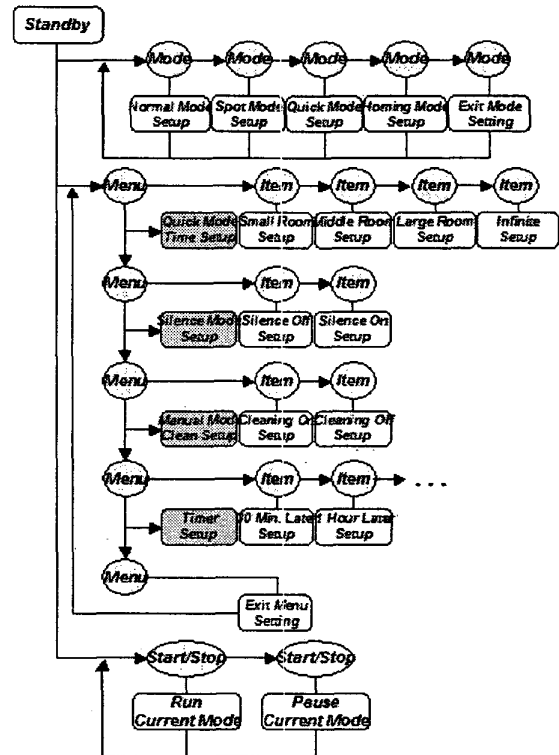 Standby
Mode Mode Mode Mode Mode
Normal Mode Spot Mode Quick Mode Homing Mode Exit Mode
Setup Setup Setup Setup Setting
Menu Item Item Item Item
Quick Mode Small Room Middle Room Large Room Infinite
Time Setup Setup Setup Setup Setup
Menu Item Item
Silence Mode Silence Off Silence On
Setup Setup Setup
Menu Item Item
Manual Mode Cleaning On Cleaning Off
Clean Setup Setup Setup
Menu Item Item ...
Timer 30 Min. Later 1 Hour Later
Setup Setup Setup
Menu
Exit Menu
Setting
Start/Stop Start/Stop
Run Pause
Current Mode Current Mode